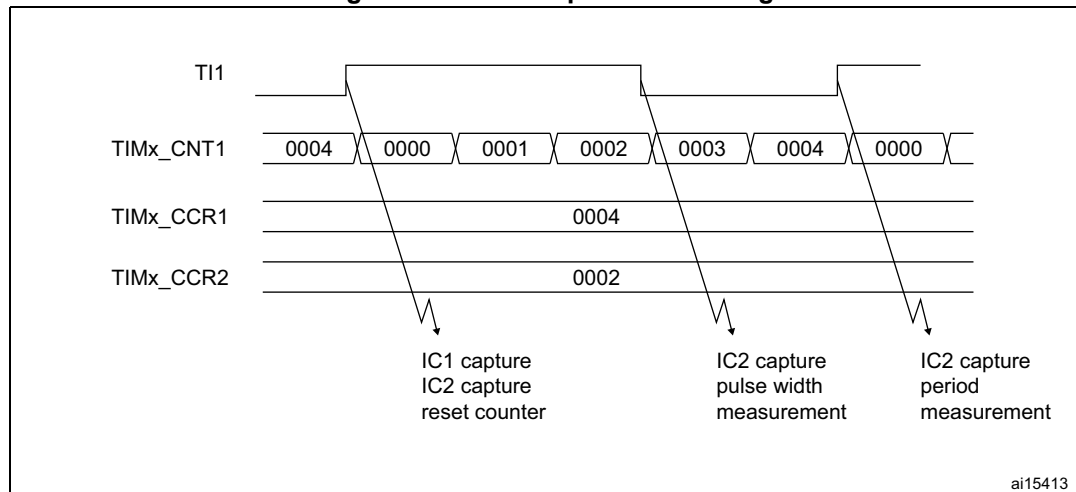 TI1
TIMx_CNT1 0004 0000 0001 0002 0003 0004 0000
TIMx_CCR1 0004
TIMx_CCR2 0002
IC1 capture
IC2 capture
reset counter
IC2 capture
pulse width
measurement
IC2 capture
period
measurement
ai15413